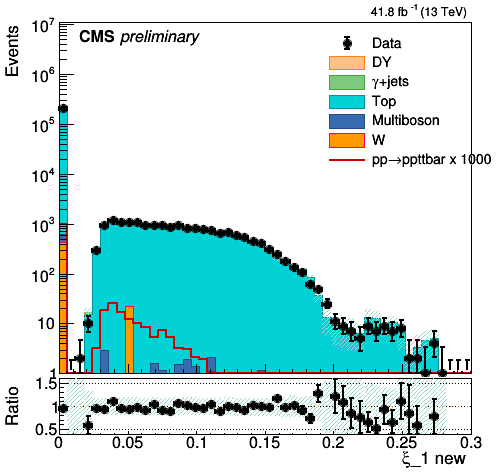 41.8 fb⁻¹ (13 TeV)
CMS preliminary
Events
10⁷
10⁶
10⁵
10⁴
10³
10²
10
1
Data
DY
γ+jets
Top
Multiboson
W
pp→ppttbar x 1000
Ratio
1.5
1
0.5
0 0.05 0.1 0.15 0.2 0.25 0.3
ξ_1 new